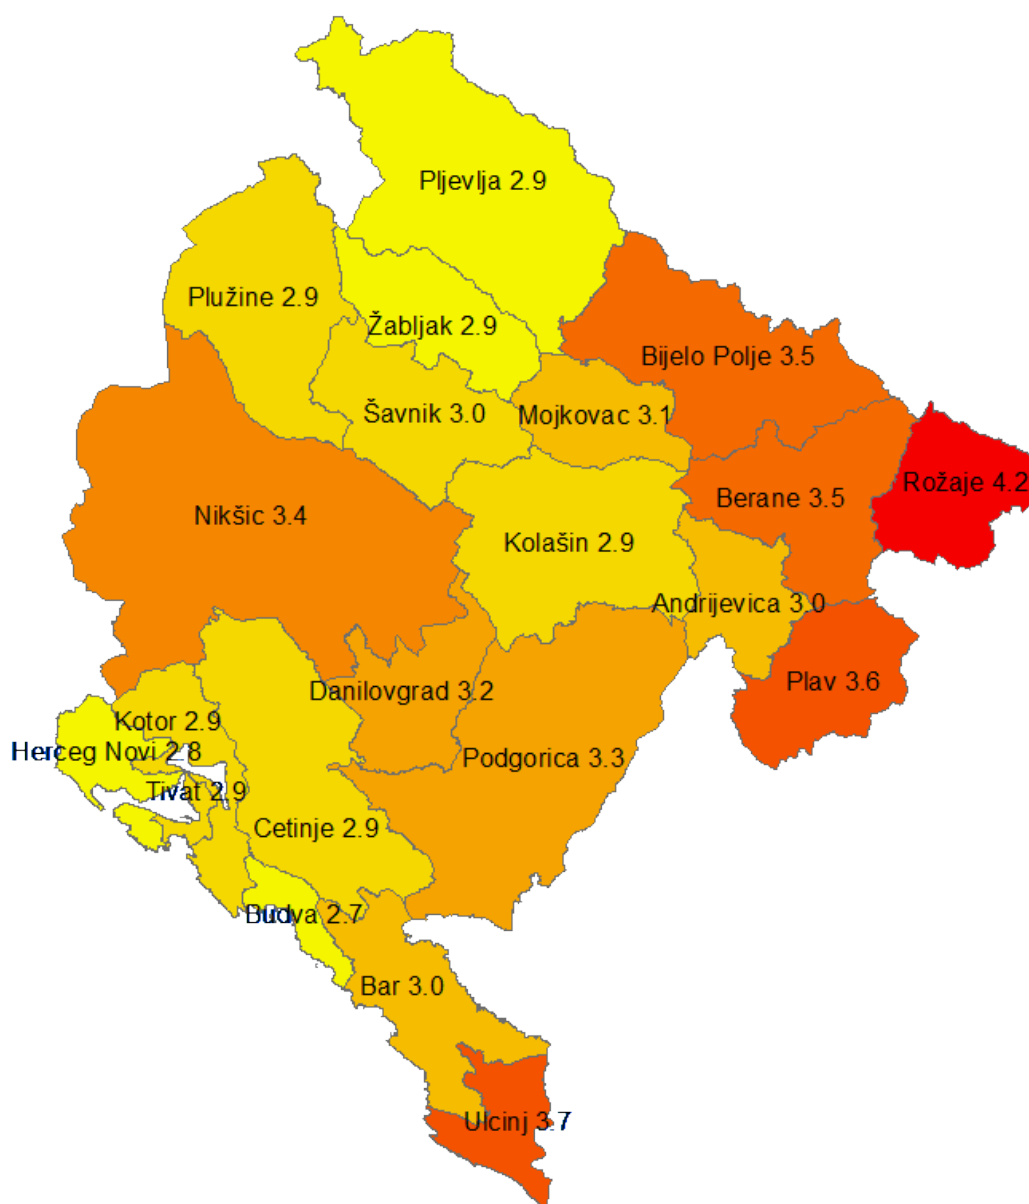 Pljevlja 2.9
Plužine 2.9
Žabljak 2.9
Bijelo Polje 3.5
Šavnik 3.0
Mojkovac 3.1
Rožaje 4.2
Berane 3.5
Nikšic 3.4
Kolašin 2.9
Andrijevica 3.0
Plav 3.6
Danilovgrad 3.2
Kotor 2.9
Herceg Novi 2.8
Podgorica 3.3
Tivat 2.9
Cetinje 2.9
Budva 2.7
Bar 3.0
Ulcinj 3.7